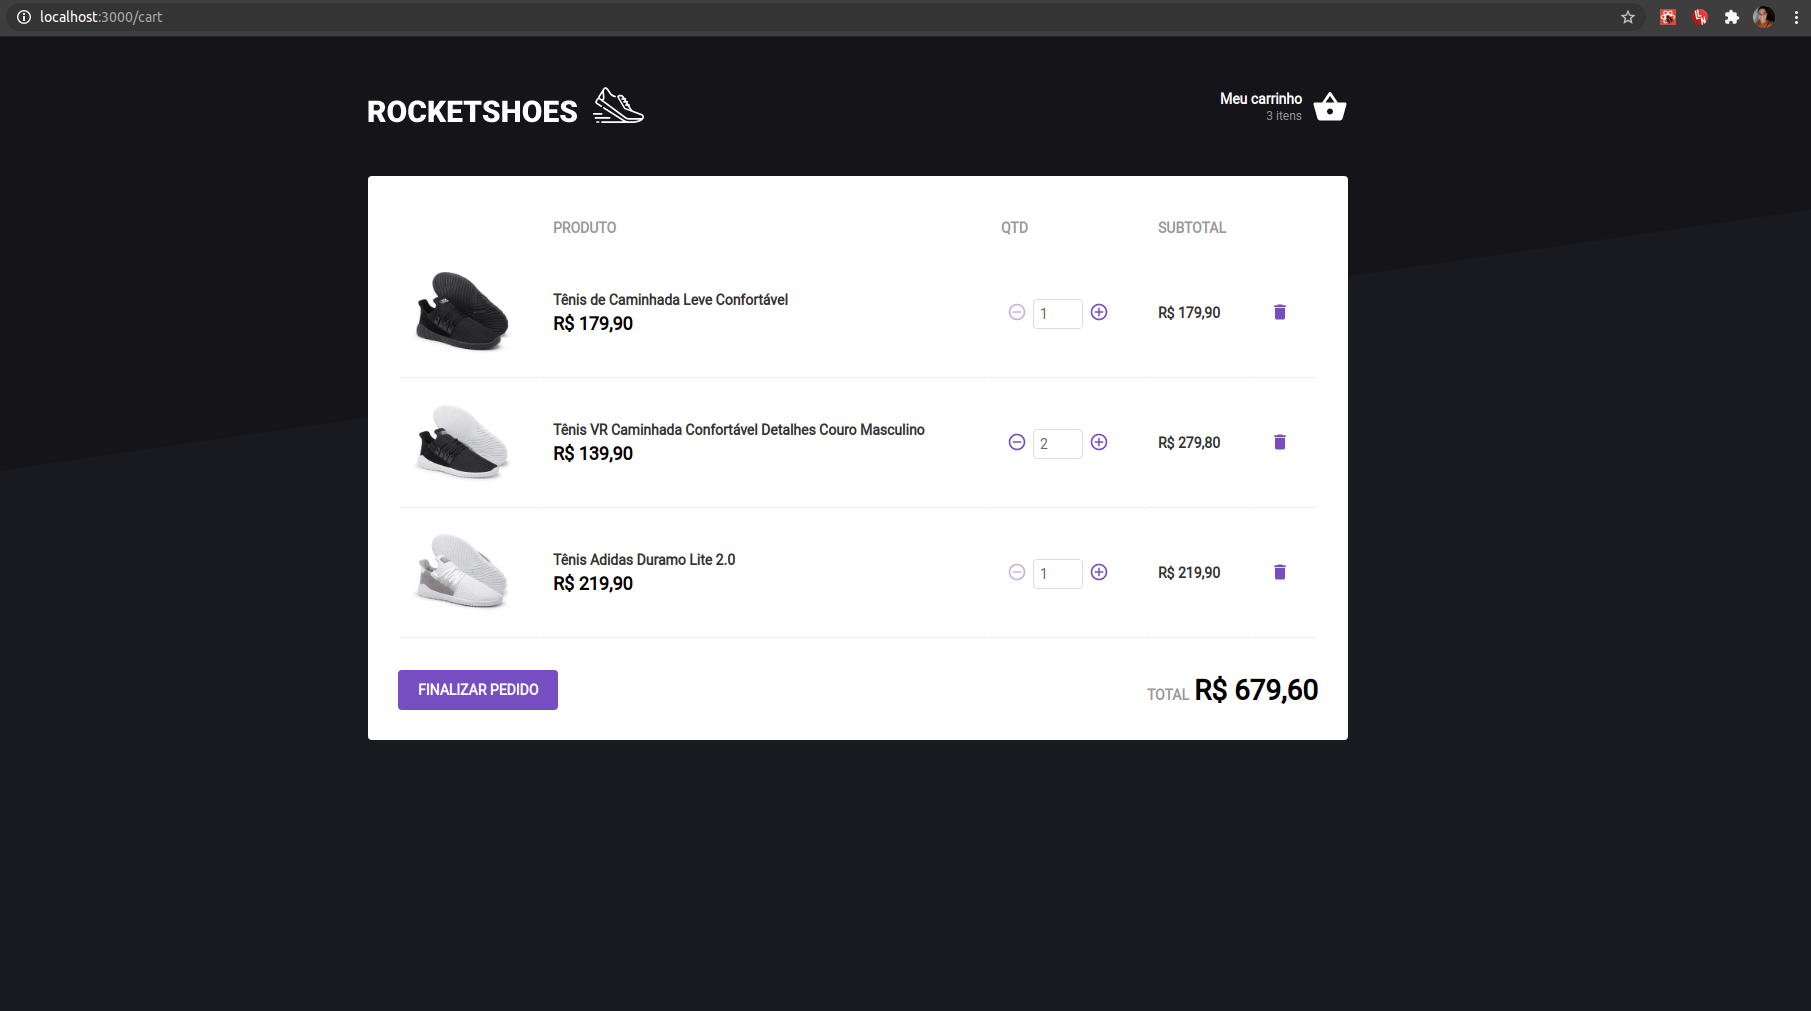 localhost:3000/cart
ROCKETSHOES
Meu carrinho
3 itens
PRODUTO QTD SUBTOTAL
Tênis de Caminhada Leve Confortável
R$ 179,90
1
R$ 179,90
Tênis VR Caminhada Confortável Detalhes Couro Masculino
R$ 139,90
2
R$ 279,80
Tênis Adidas Duramo Lite 2.0
R$ 219,90
1
R$ 219,90
FINALIZAR PEDIDO
TOTAL R$ 679,60